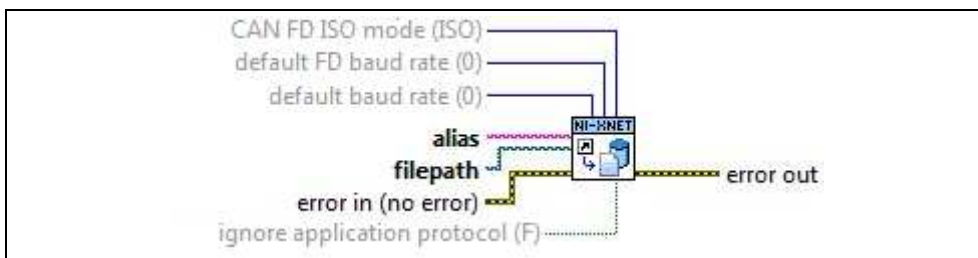 CAN FD ISO mode (ISO)
default FD baud rate (0)
default baud rate (0)
NI-XNET
alias
filepath
error in (no error)
error out
ignore application protocol (F)